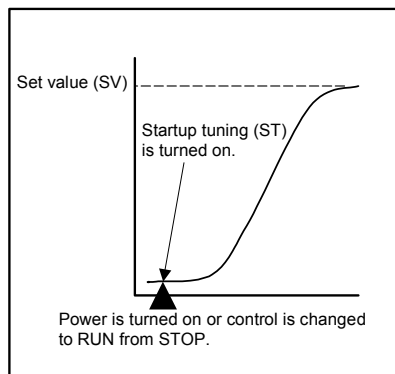 Set value (SV)
Startup tuning (ST)
is turned on.
Power is turned on or control is changed
to RUN from STOP.